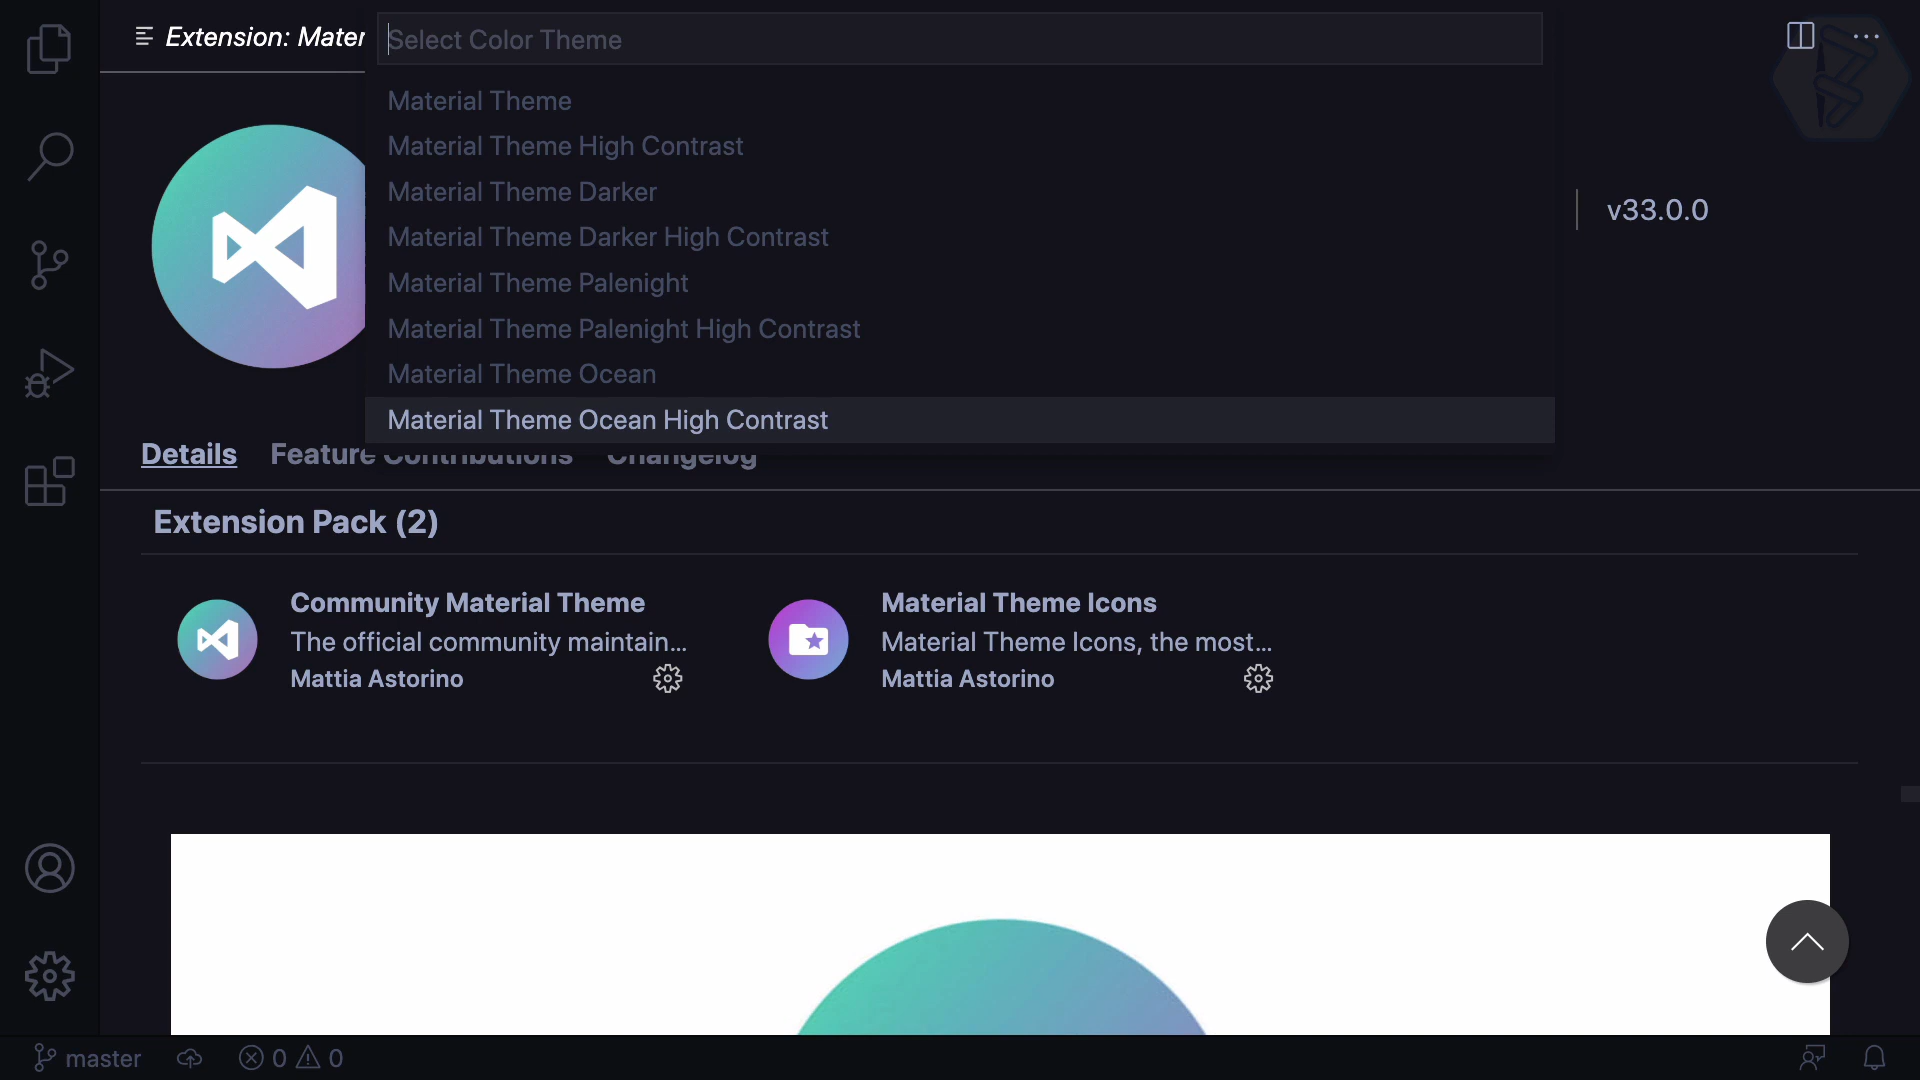 Extension: Mater
Select Color Theme
Material Theme
Material Theme High Contrast
Material Theme Darker
Material Theme Darker High Contrast
Material Theme Palenight
Material Theme Palenight High Contrast
Material Theme Ocean
Material Theme Ocean High Contrast
v33.0.0
Details Feature Contributions Changelog
Extension Pack (2)
Community Material Theme
The official community maintain...
Mattia Astorino
Material Theme Icons
Material Theme Icons, the most...
Mattia Astorino
master 0 0